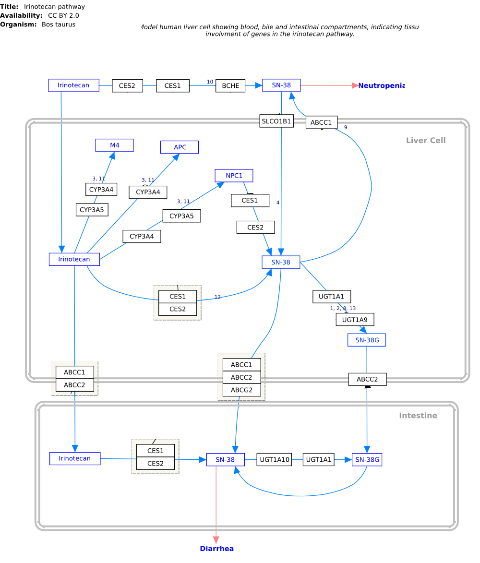 Title: Irinotecan pathway
Availability: CC BY 2.0
Organism: Bos taurus
Model human liver cell showing blood, bile and intestinal compartments, indicating tissu
involvment of genes in the irinotecan pathway.
Irinotecan CES2 CES1 10 BCHE SN-38 Neutropenia
SLCO1B1 ABCC1
9
Liver Cell
M4 APC
NPC1
3, 11 3, 11
CYP3A4 CYP3A4
3, 11
CES1 4
CYP3A5 CYP3A5
CES2
CYP3A4
Irinotecan SN-38
CES1 12 UGT1A1
CES2
1, 2, 13
UGT1A9
SN-38G
ABCC1 ABCC1
ABCC2 ABCC2 ABCC2
ABCG2
Intestine
CES1
Irinotecan CES2 SN-38 UGT1A10 UGT1A1 SN-38G
Diarrhea